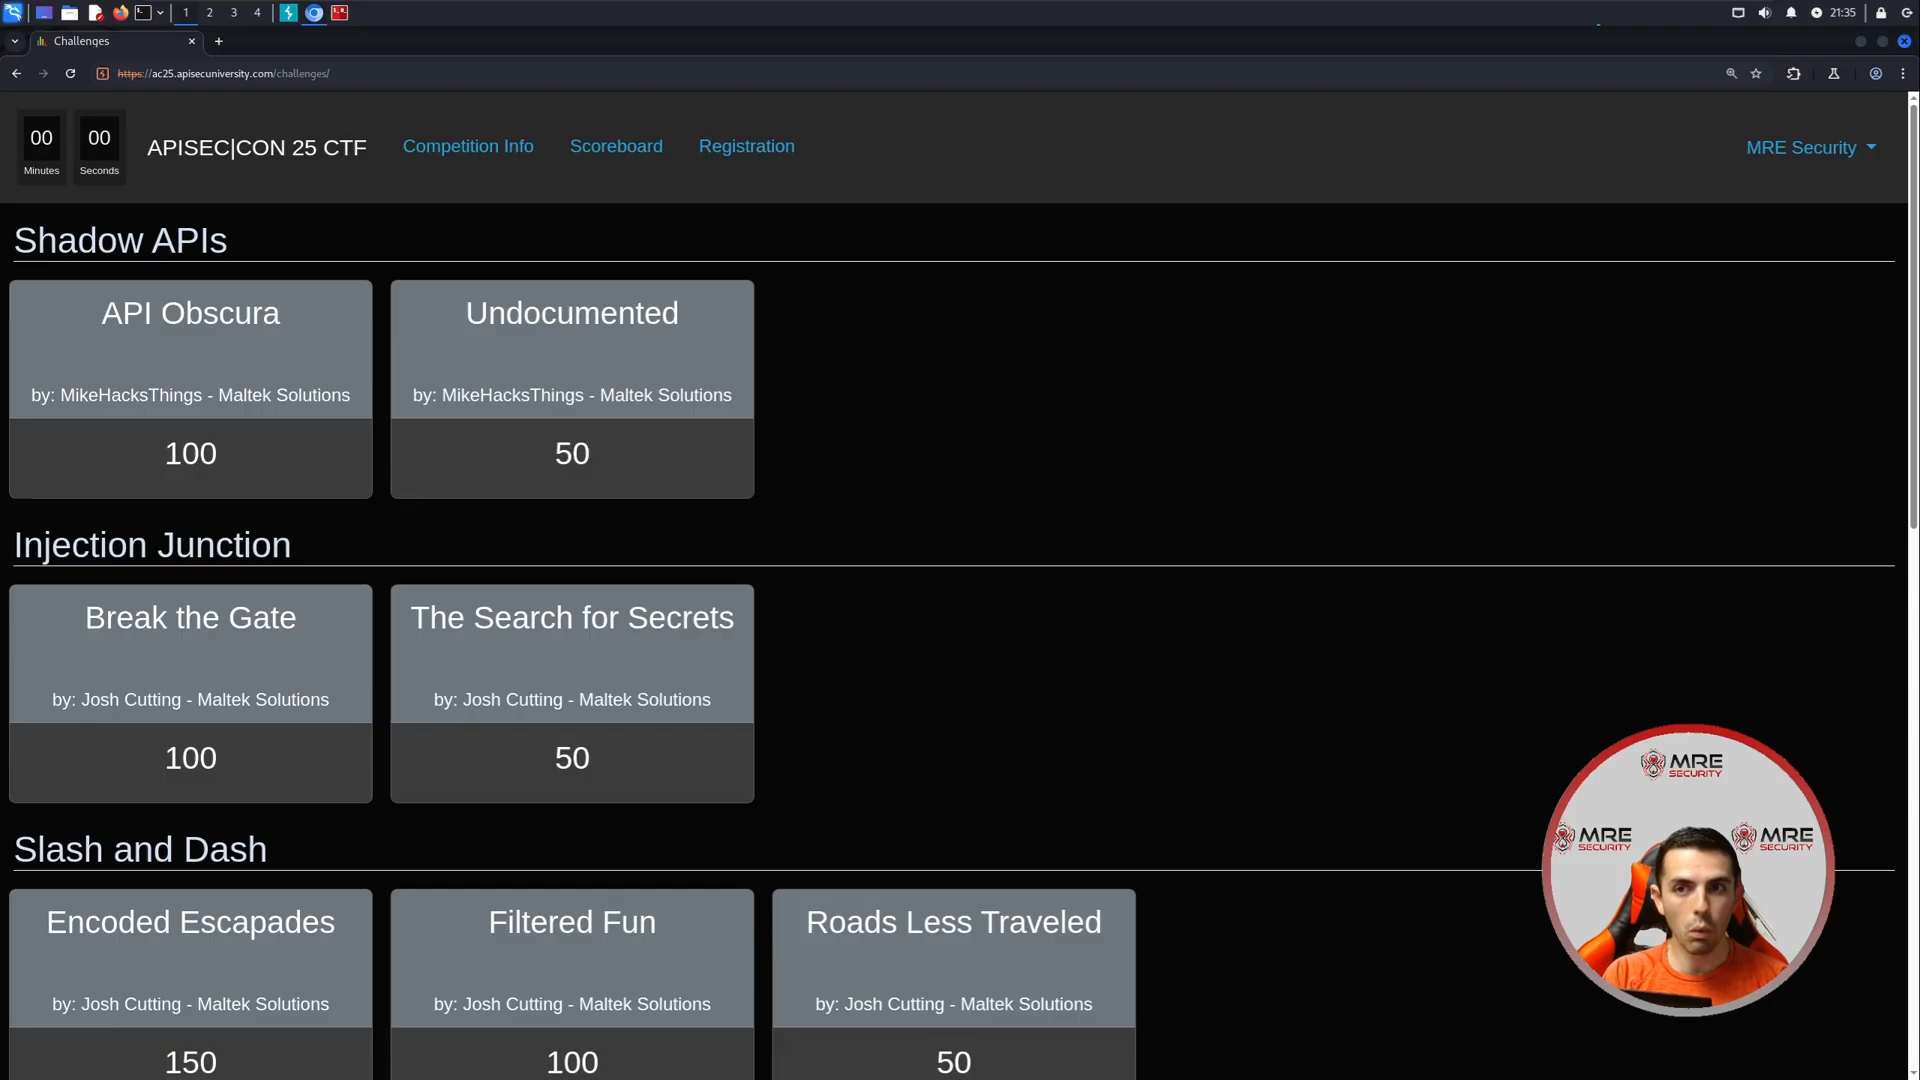 1 2 3 4
21:35
Challenges
https://ac25.apisecuniversity.com/challenges/
00 00
Minutes Seconds
APISEC|CON 25 CTF
Competition Info
Scoreboard
Registration
MRE Security
Shadow APIs
API Obscura
by: MikeHacksThings - Maltek Solutions
100
Undocumented
by: MikeHacksThings - Maltek Solutions
50
Injection Junction
Break the Gate
by: Josh Cutting - Maltek Solutions
100
The Search for Secrets
by: Josh Cutting - Maltek Solutions
50
Slash and Dash
Encoded Escapades
by: Josh Cutting - Maltek Solutions
150
Filtered Fun
by: Josh Cutting - Maltek Solutions
100
Roads Less Traveled
by: Josh Cutting - Maltek Solutions
50
MRE
SECURITY
MRE
SECURITY
MRE
SECURITY